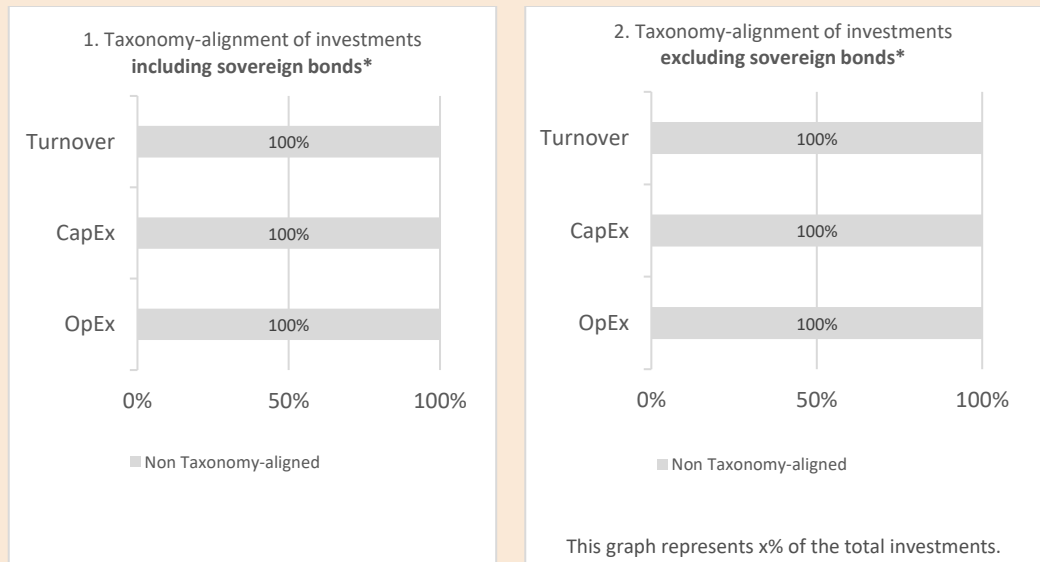 1. Taxonomy-alignment of investments
including sovereign bonds*
Turnover
100%
CapEx
100%
OpEx
100%
0%
50%
100%
Non Taxonomy-aligned
2. Taxonomy-alignment of investments
excluding sovereign bonds*
Turnover
100%
CapEx
100%
OpEx
100%
0%
50%
100%
Non Taxonomy-aligned
This graph represents x% of the total investments.